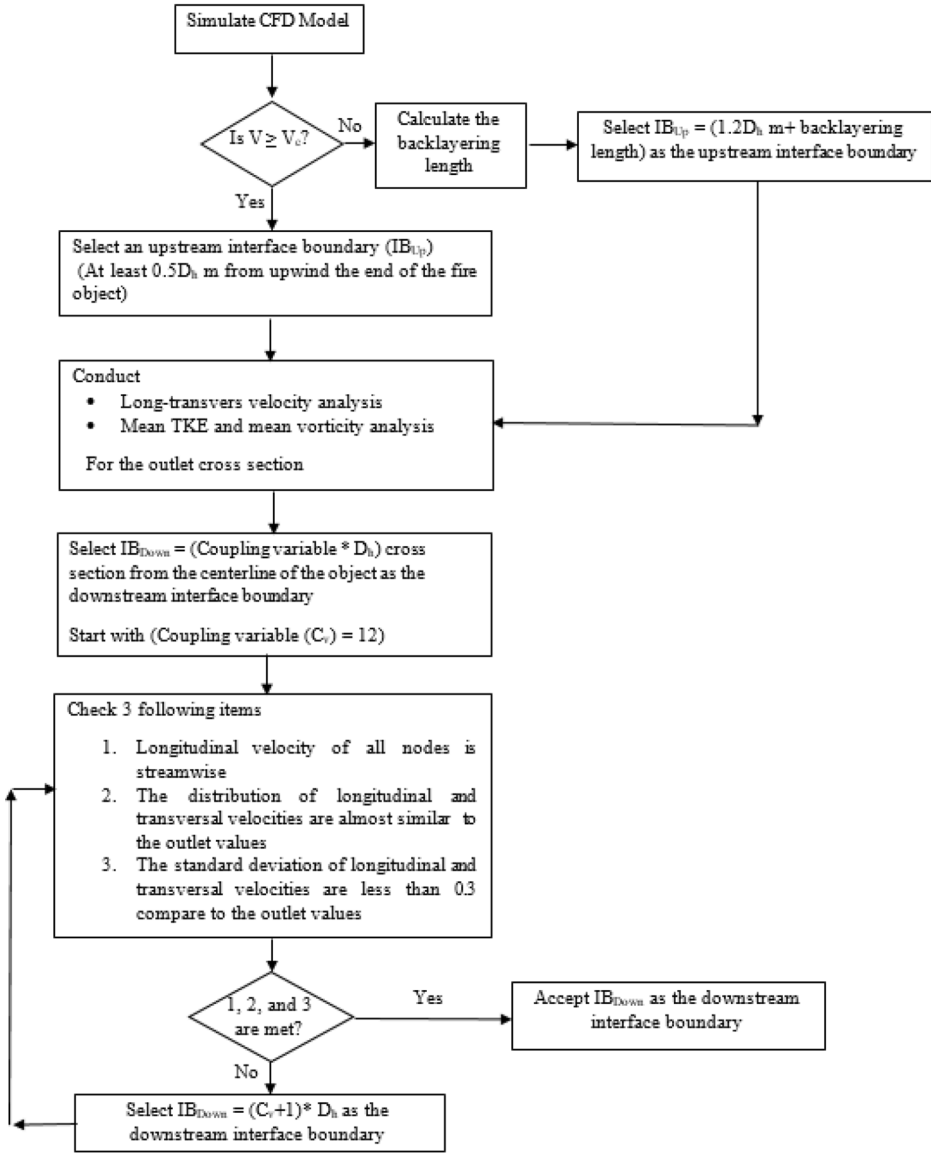 Simulate CFD Model
Is V ≥ Vc?
No
Calculate the
backlayering
length
Select IBUp = (1.2Dh m+ backlayering
length) as the upstream interface boundary
Yes
Select an upstream interface boundary (IBUp)
(At least 0.5Dh m from upwind the end of the fire
object)
Conduct
• Long-transvers velocity analysis
• Mean TKE and mean vorticity analysis
For the outlet cross section
Select IBDown = (Coupling variable * Dh) cross
section from the centerline of the object as the
downstream interface boundary
Start with (Coupling variable (Cv) = 12)
Check 3 following items
1. Longitudinal velocity of all nodes is
streamwise
2. The distribution of longitudinal and
transversal velocities are almost similar to
the outlet values
3. The standard deviation of longitudinal and
transversal velocities are less than 0.3
compare to the outlet values
1, 2, and 3
are met?
Yes
Accept IBDown as the downstream
interface boundary
No
Select IBDown = (Cv+1)* Dh as the
downstream interface boundary